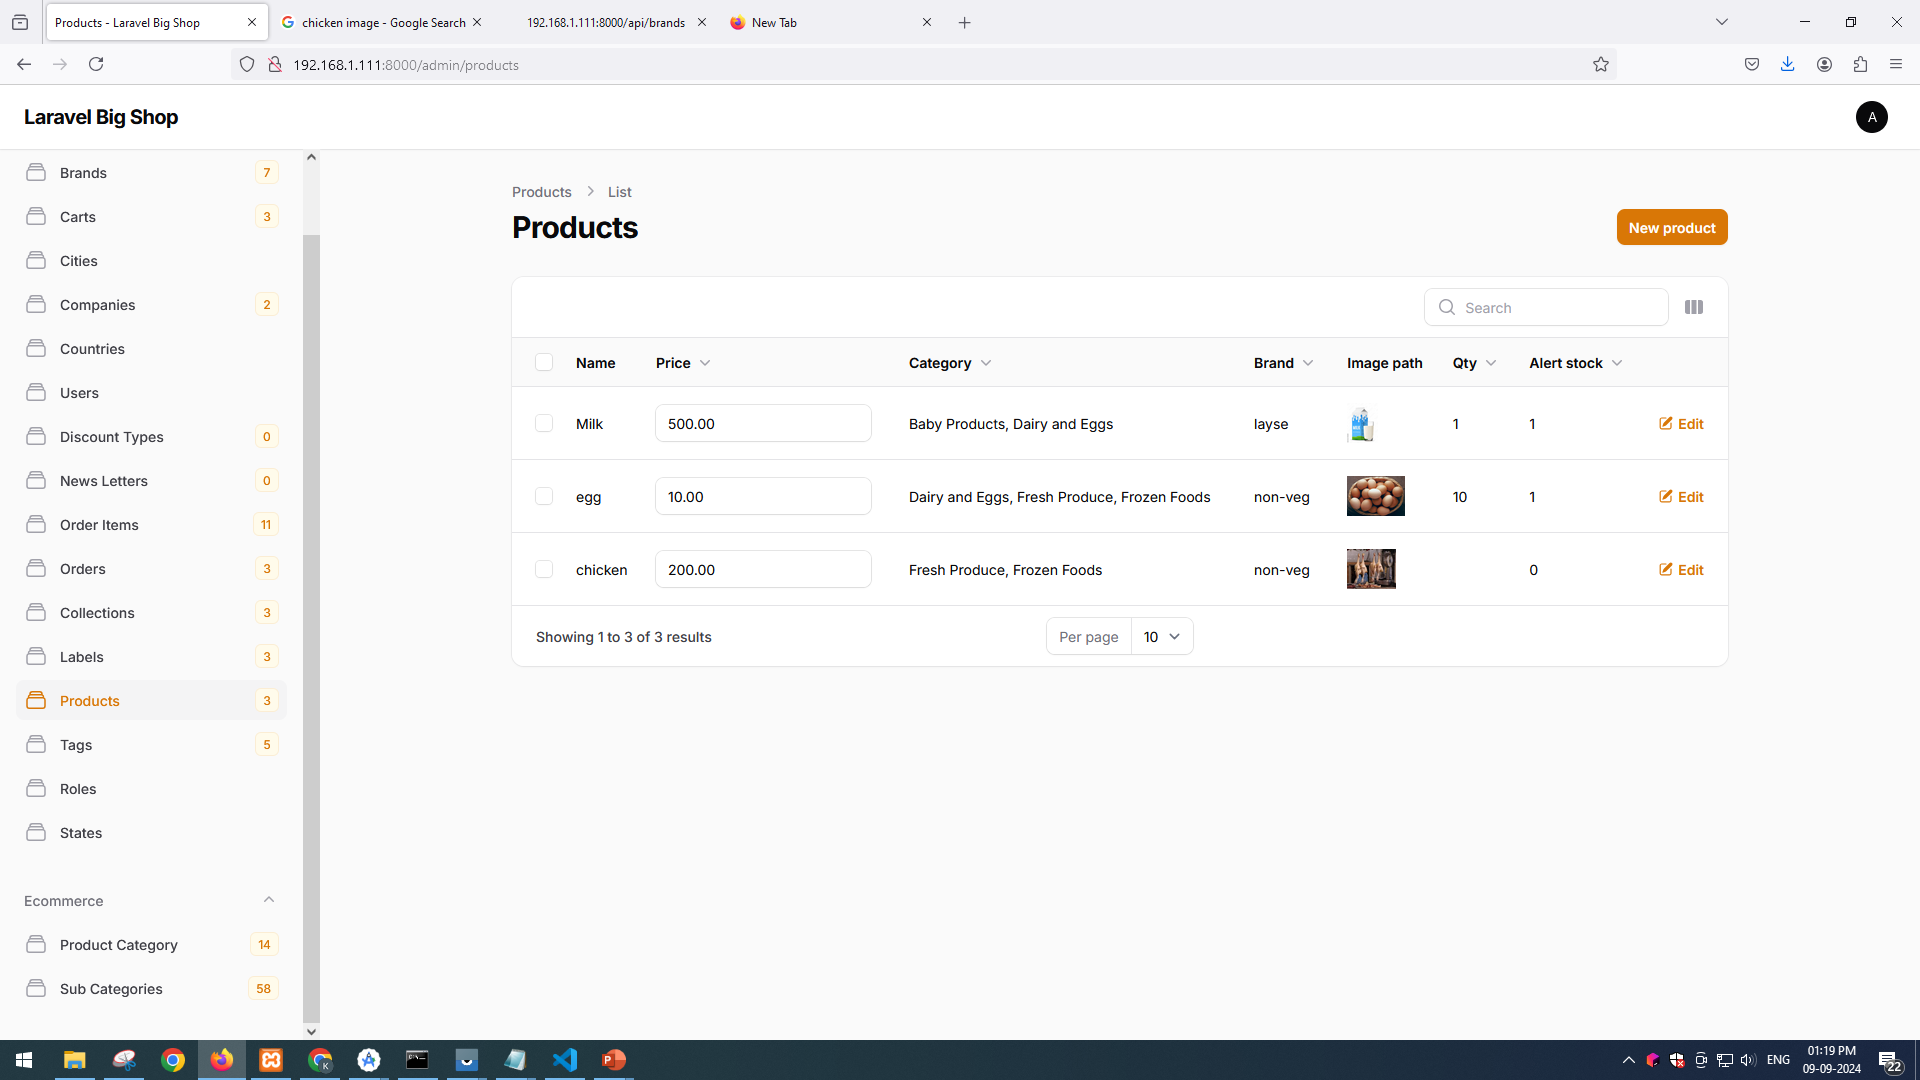 Products - Laravel Big Shop
chicken image - Google Search
192.168.1.111:8000/api/brands
New Tab
192.168.1.111:8000/admin/products
Laravel Big Shop
A
Brands 7
Carts 3
Cities
Companies 2
Countries
Users
Discount Types 0
News Letters 0
Order Items 11
Orders 3
Collections 3
Labels 3
Products 3
Tags 5
Roles
States
Ecommerce
Product Category 14
Sub Categories 58
Products > List
Products
New product
Search
Name Price Category Brand Image path Qty Alert stock
Milk 500.00 Baby Products, Dairy and Eggs layse 1 1 Edit
egg 10.00 Dairy and Eggs, Fresh Produce, Frozen Foods non-veg 10 1 Edit
chicken 200.00 Fresh Produce, Frozen Foods non-veg 0 Edit
Showing 1 to 3 of 3 results
Per page 10
ENG
01:19 PM
09-09-2024
22